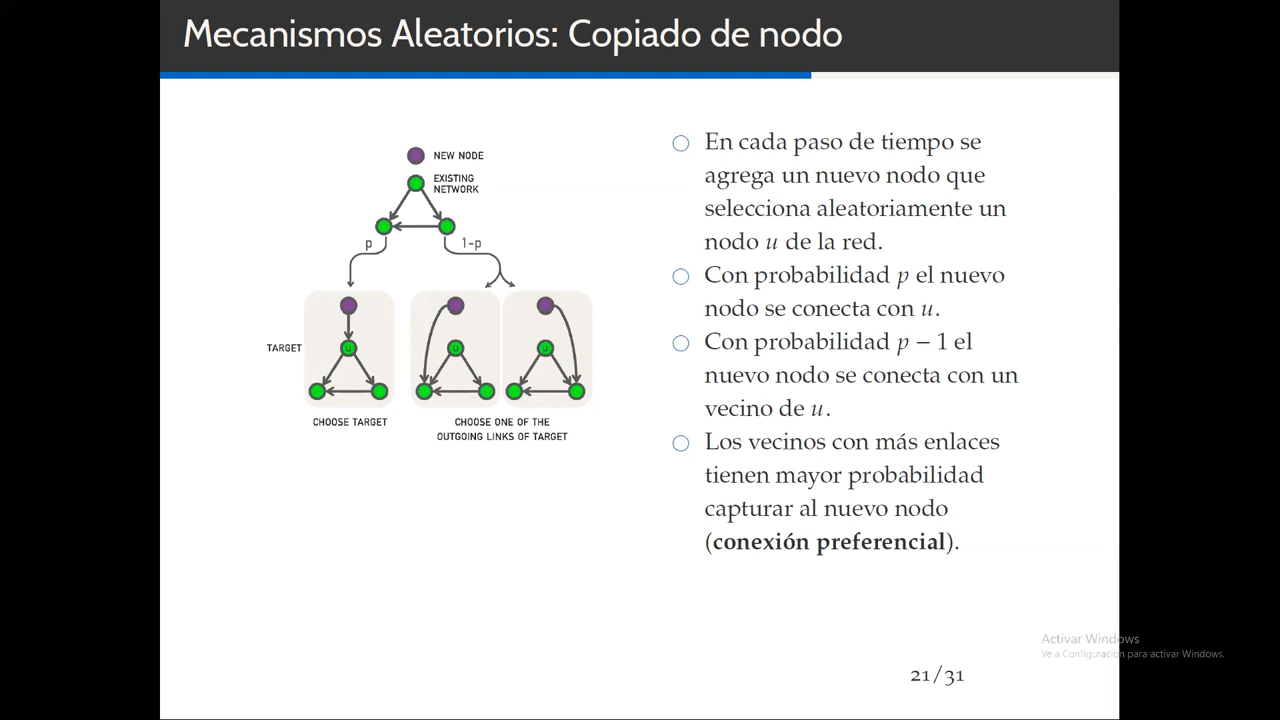 Mecanismos Aleatorios: Copiado de nodo
NEW NODE
EXISTING
NETWORK
p
1-p
TARGET
u
u
u
CHOOSE TARGET
CHOOSE ONE OF THE
OUTGOING LINKS OF TARGET
En cada paso de tiempo se
agrega un nuevo nodo que
selecciona aleatoriamente un
nodo u de la red.
Con probabilidad p el nuevo
nodo se conecta con u.
Con probabilidad p − 1 el
nuevo nodo se conecta con un
vecino de u.
Los vecinos con más enlaces
tienen mayor probabilidad
capturar al nuevo nodo
(conexión preferencial).
Activar Windows
Ve a Configuración para activar Windows.
21/31